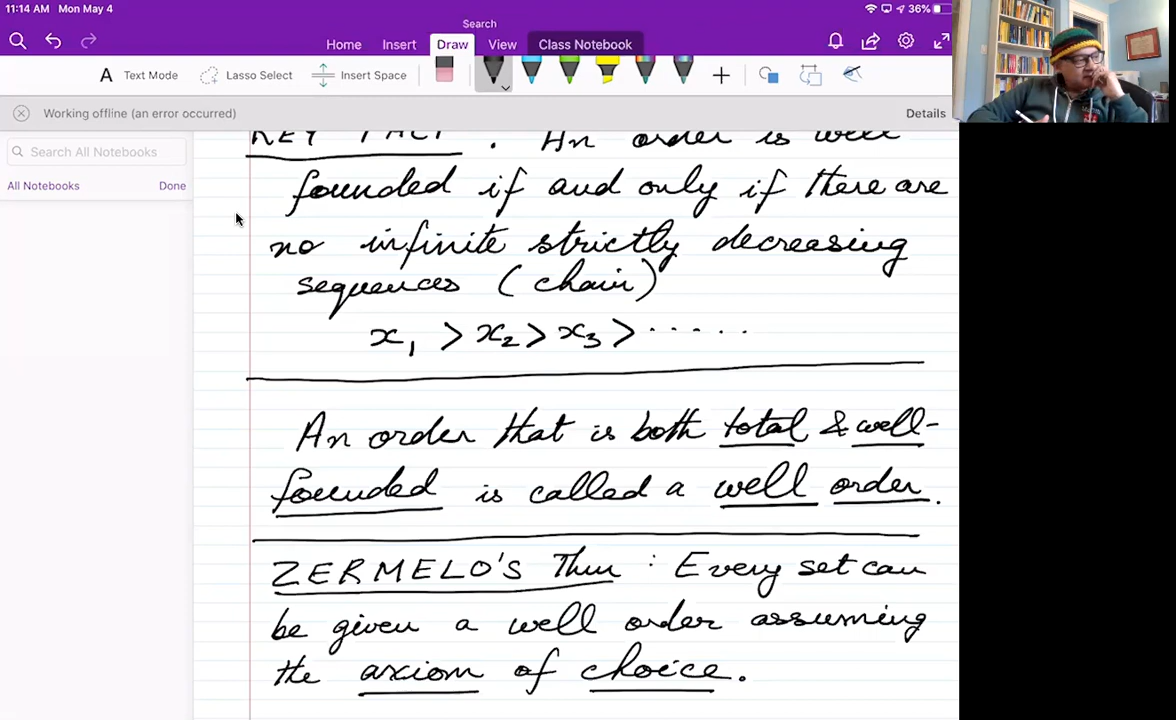 11:14 AM Mon May 4
36%
Search
Home Insert Draw View Class Notebook
Text Mode Lasso Select Insert Space
Working offline (an error occurred) Details
Search All Notebooks
All Notebooks Done
KEY FACT. An order is well
founded if and only if there are
no infinite strictly decreasing
sequences (chain)
x₁ > x₂ > x₃ > ......
An order that is both total & well-
founded is called a well order.
ZERMELO'S Thm : Every set can
be given a well order assuming
the axiom of choice.